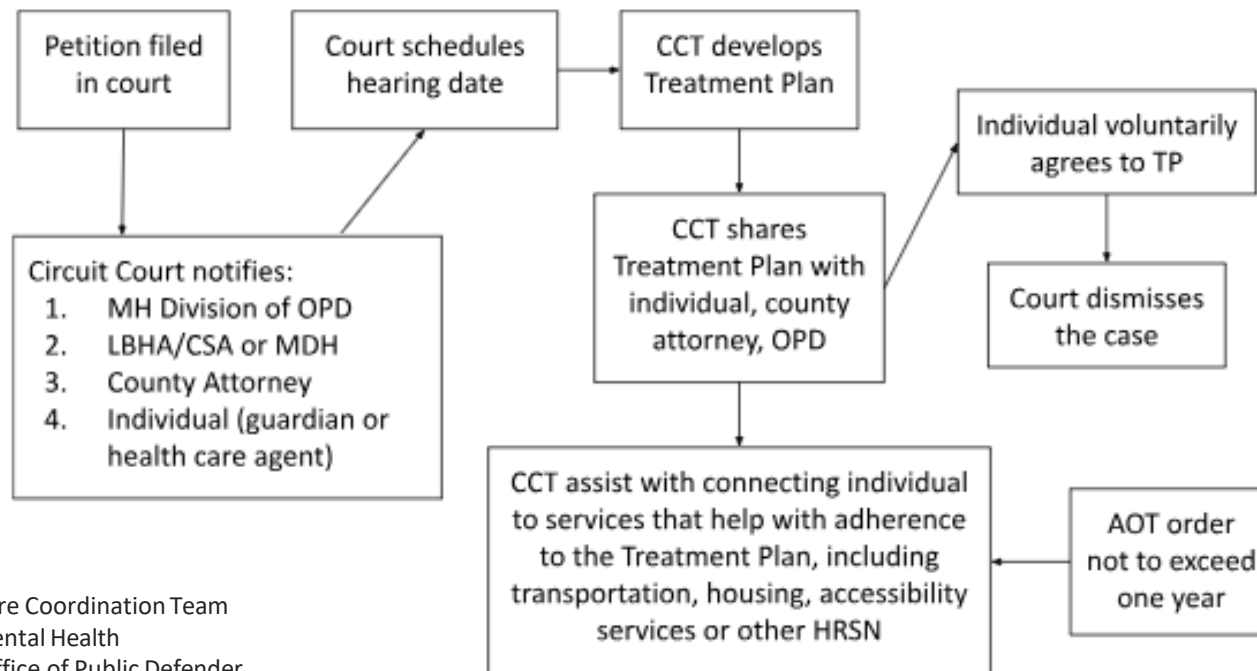 Petition filed
in court
Court schedules
hearing date
CCT develops
Treatment Plan
Individual voluntarily
agrees to TP
Circuit Court notifies:
1. MH Division of OPD
2. LBHA/CSA or MDH
3. County Attorney
4. Individual (guardian or
health care agent)
CCT shares
Treatment Plan with
individual, county
attorney, OPD
Court dismisses
the case
CCT assist with connecting individual
to services that help with adherence
to the Treatment Plan, including
transportation, housing, accessibility
services or other HRSN
AOT order
not to exceed
one year
re Coordination Team
ental Health
ffice of Public Defender